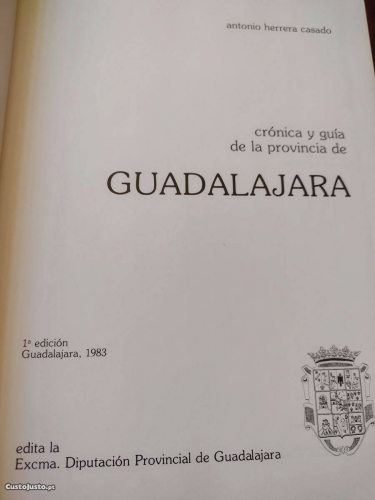 antonio herrera casado
crónica y guía
de la provincia de
GUADALAJARA
1ª edición
Guadalajara, 1983
edita la
Excma. Diputación Provincial de Guadalajara
CustoJusto.pt